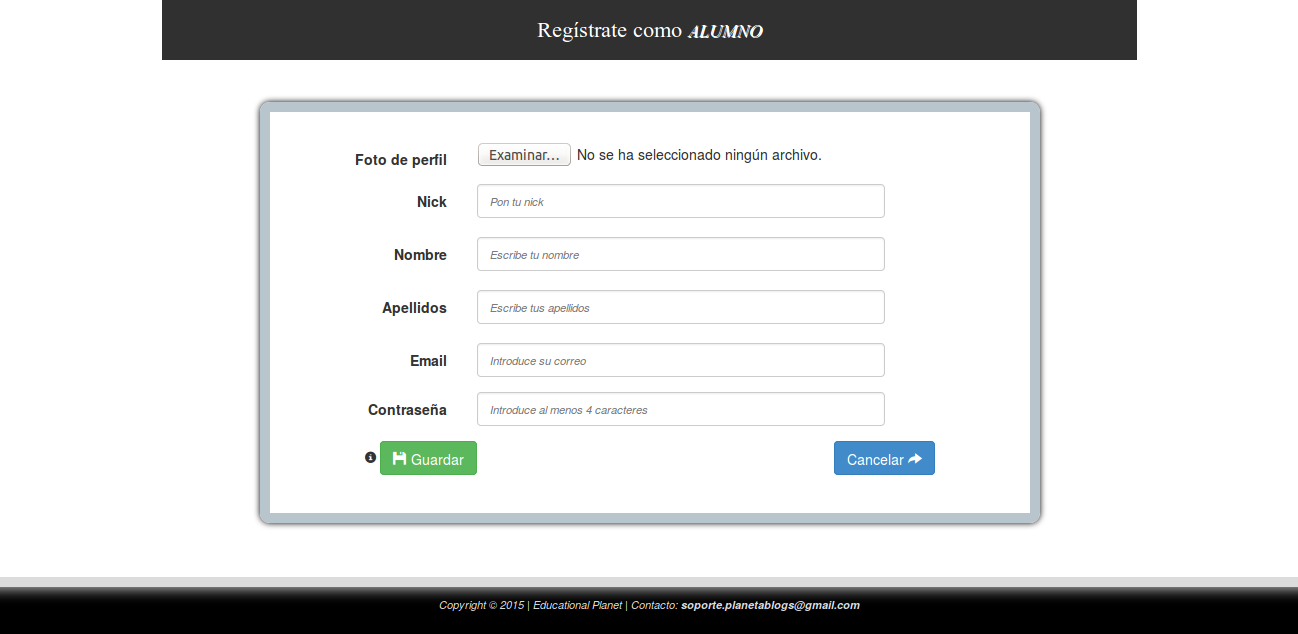 Regístrate como ALUMNO
Foto de perfil Examinar... No se ha seleccionado ningún archivo.
Nick Pon tu nick
Nombre Escribe tu nombre
Apellidos Escribe tus apellidos
Email Introduce su correo
Contraseña Introduce al menos 4 caracteres
Guardar Cancelar
Copyright © 2015 | Educational Planet | Contacto: soporte.planetablogs@gmail.com